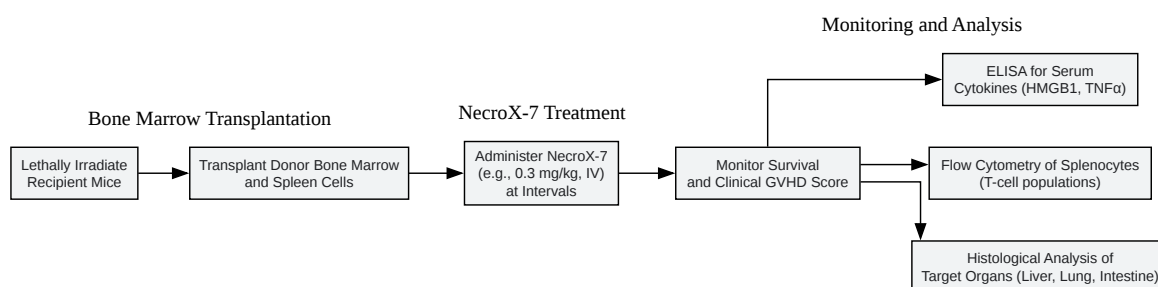 Monitoring and Analysis
ELISA for Serum
Cytokines (HMGB1, TNFα)
Bone Marrow Transplantation
NecroX-7 Treatment
Lethally Irradiate
Recipient Mice
Transplant Donor Bone Marrow
and Spleen Cells
Administer NecroX-7
(e.g., 0.3 mg/kg, IV)
at Intervals
Monitor Survival
and Clinical GVHD Score
Flow Cytometry of Splenocytes
(T-cell populations)
Histological Analysis of
Target Organs (Liver, Lung, Intestine)